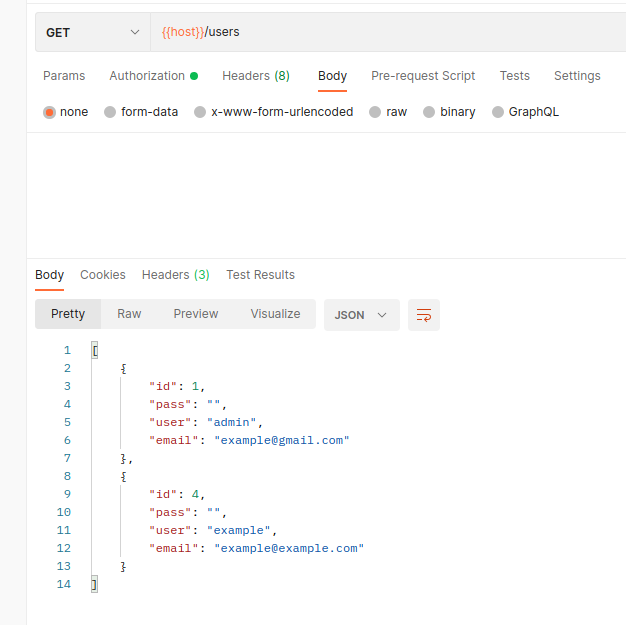 GET {{host}}/users
Params Authorization Headers (8) Body Pre-request Script Tests Settings
none form-data x-www-form-urlencoded raw binary GraphQL
Body Cookies Headers (3) Test Results
Pretty Raw Preview Visualize JSON
1 [
2 {
3 "id": 1,
4 "pass": "",
5 "user": "admin",
6 "email": "example@gmail.com"
7 },
8 {
9 "id": 4,
10 "pass": "",
11 "user": "example",
12 "email": "example@example.com"
13 }
14 ]